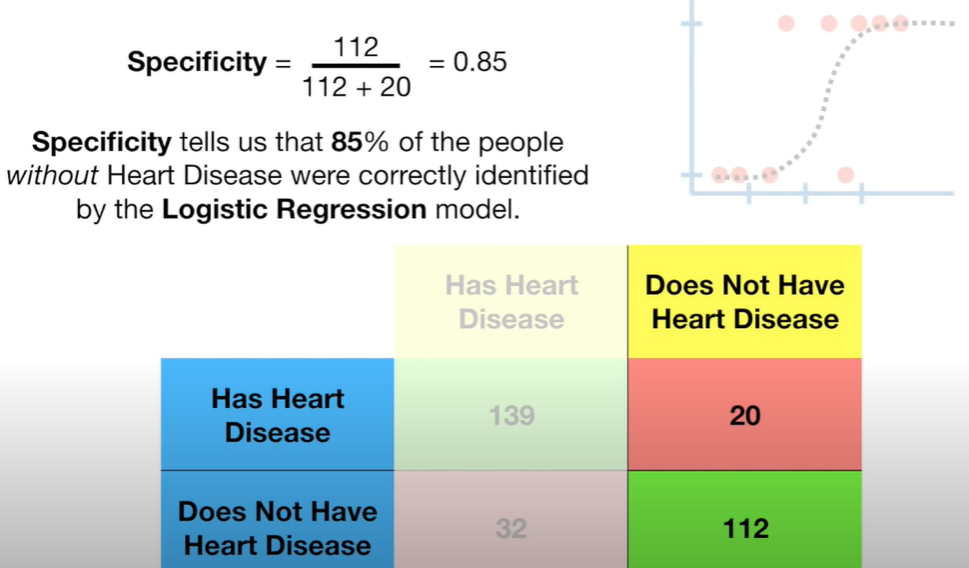 Specificity = 112 / 112 + 20 = 0.85
Specificity tells us that 85% of the people
without Heart Disease were correctly identified
by the Logistic Regression model.
Has Heart
Disease
Does Not Have
Heart Disease
Has Heart
Disease
139
20
Does Not Have
Heart Disease
32
112